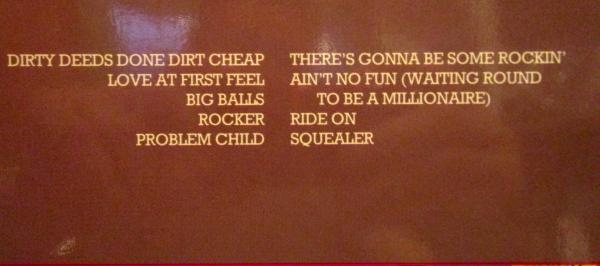 DIRTY DEEDS DONE DIRT CHEAP
LOVE AT FIRST FEEL
BIG BALLS
ROCKER
PROBLEM CHILD
THERE'S GONNA BE SOME ROCKIN'
AIN'T NO FUN (WAITING ROUND
TO BE A MILLIONAIRE)
RIDE ON
SQUEALER